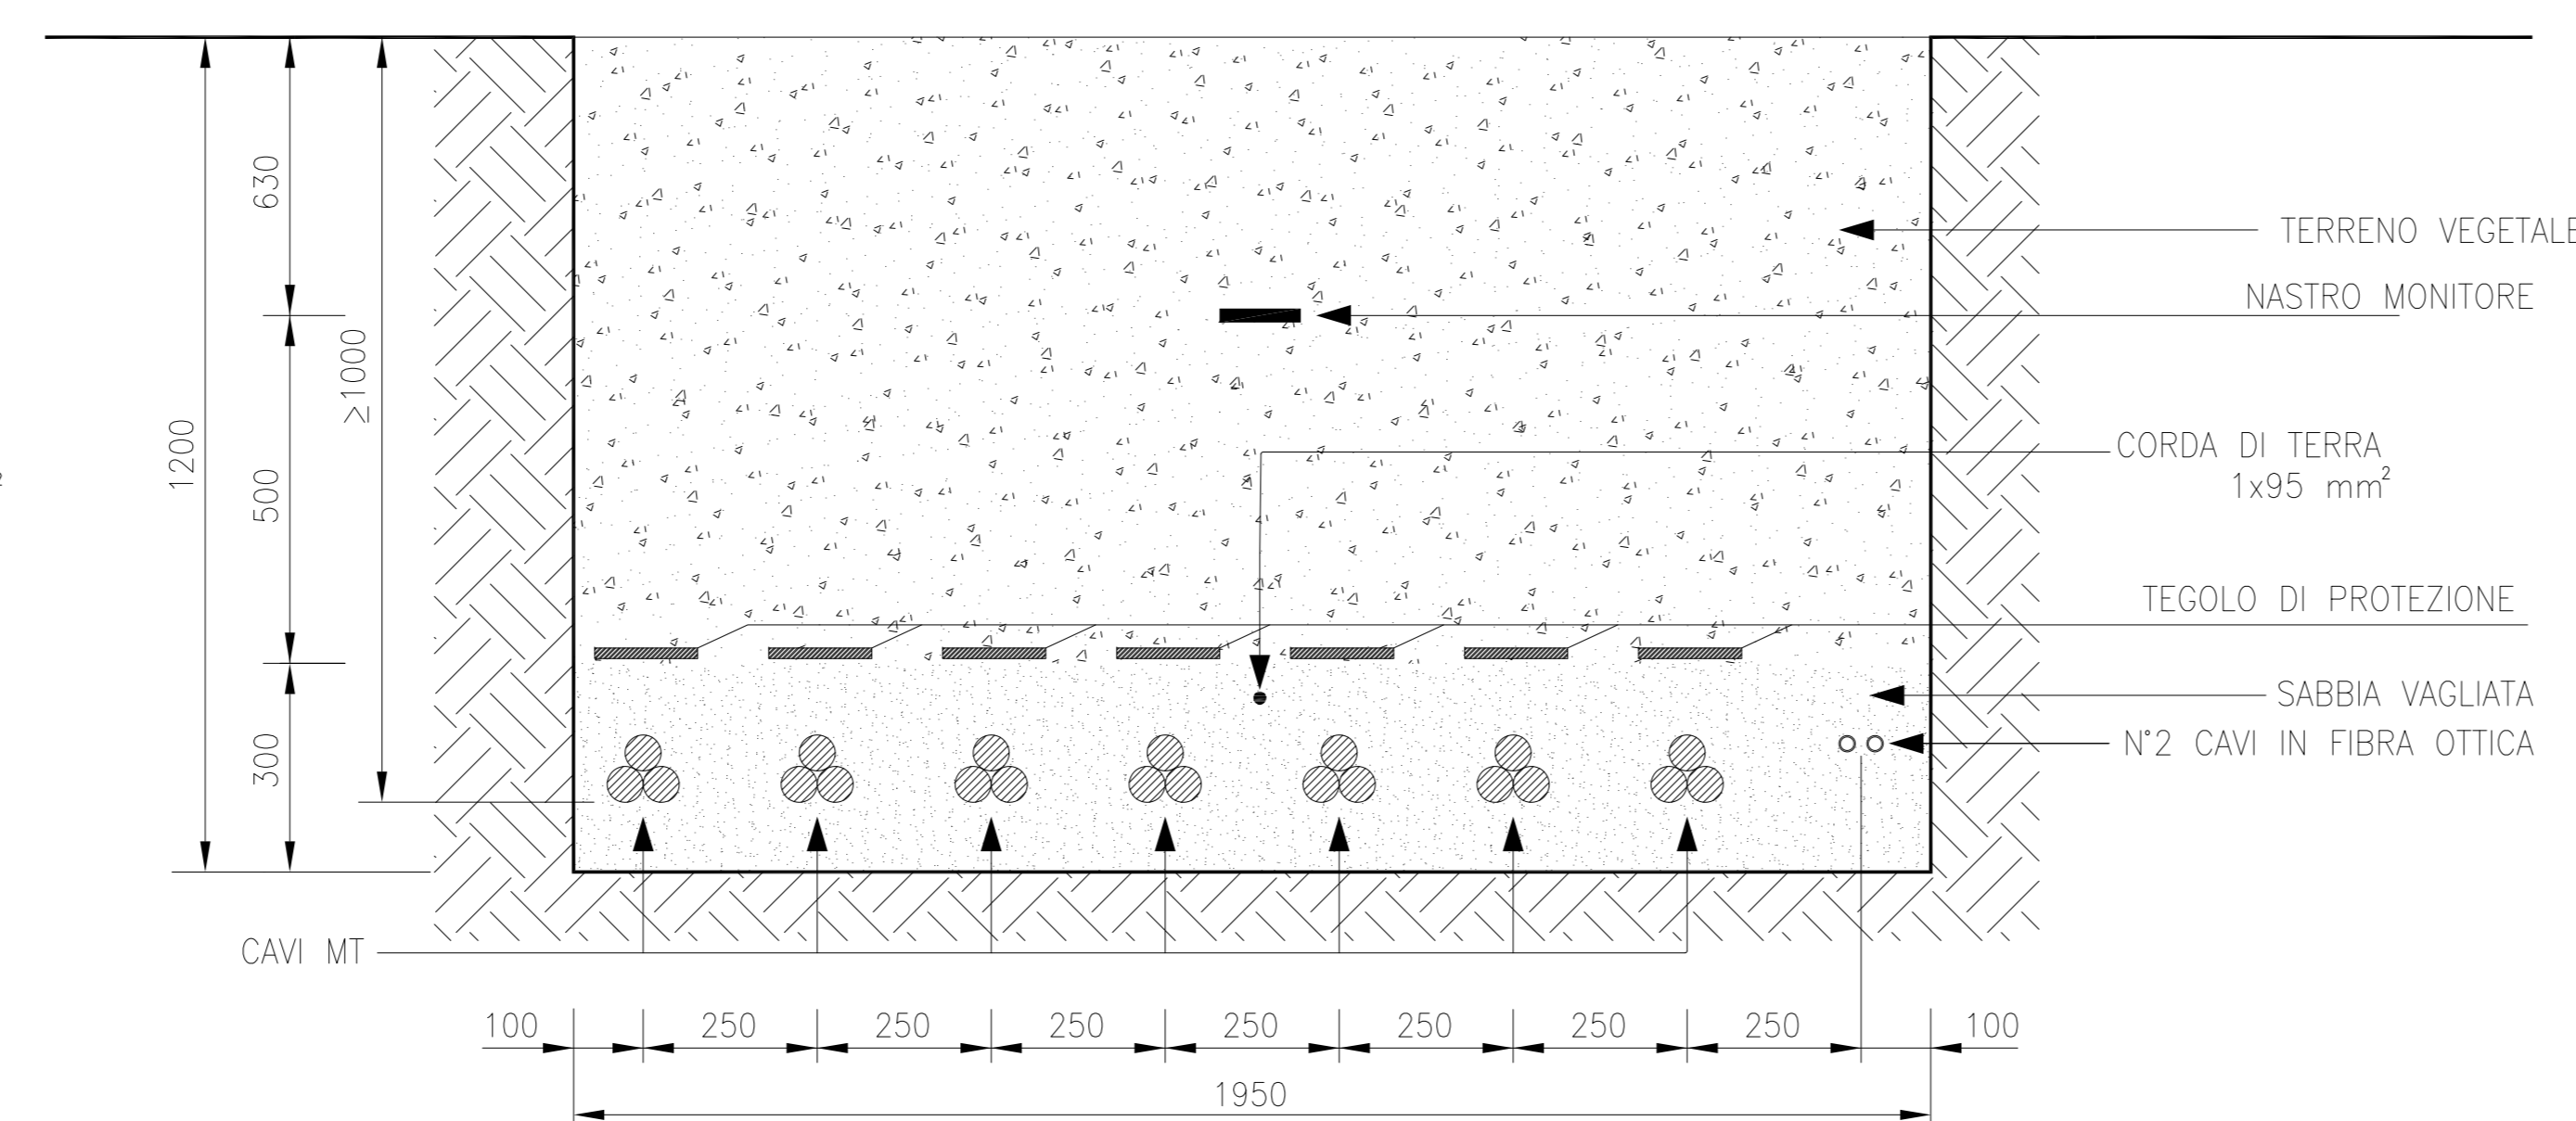 630
TERRENO VEGETALE
NASTRO MONITORE
≥1000
1200
500
CORDA DI TERRA
1x95 mm²
2
TEGOLO DI PROTEZIONE
SABBIA VAGLIATA
300
N°2 CAVI IN FIBRA OTTICA
CAVI MT
100 250 250 250 250 250 250 250 100
1950